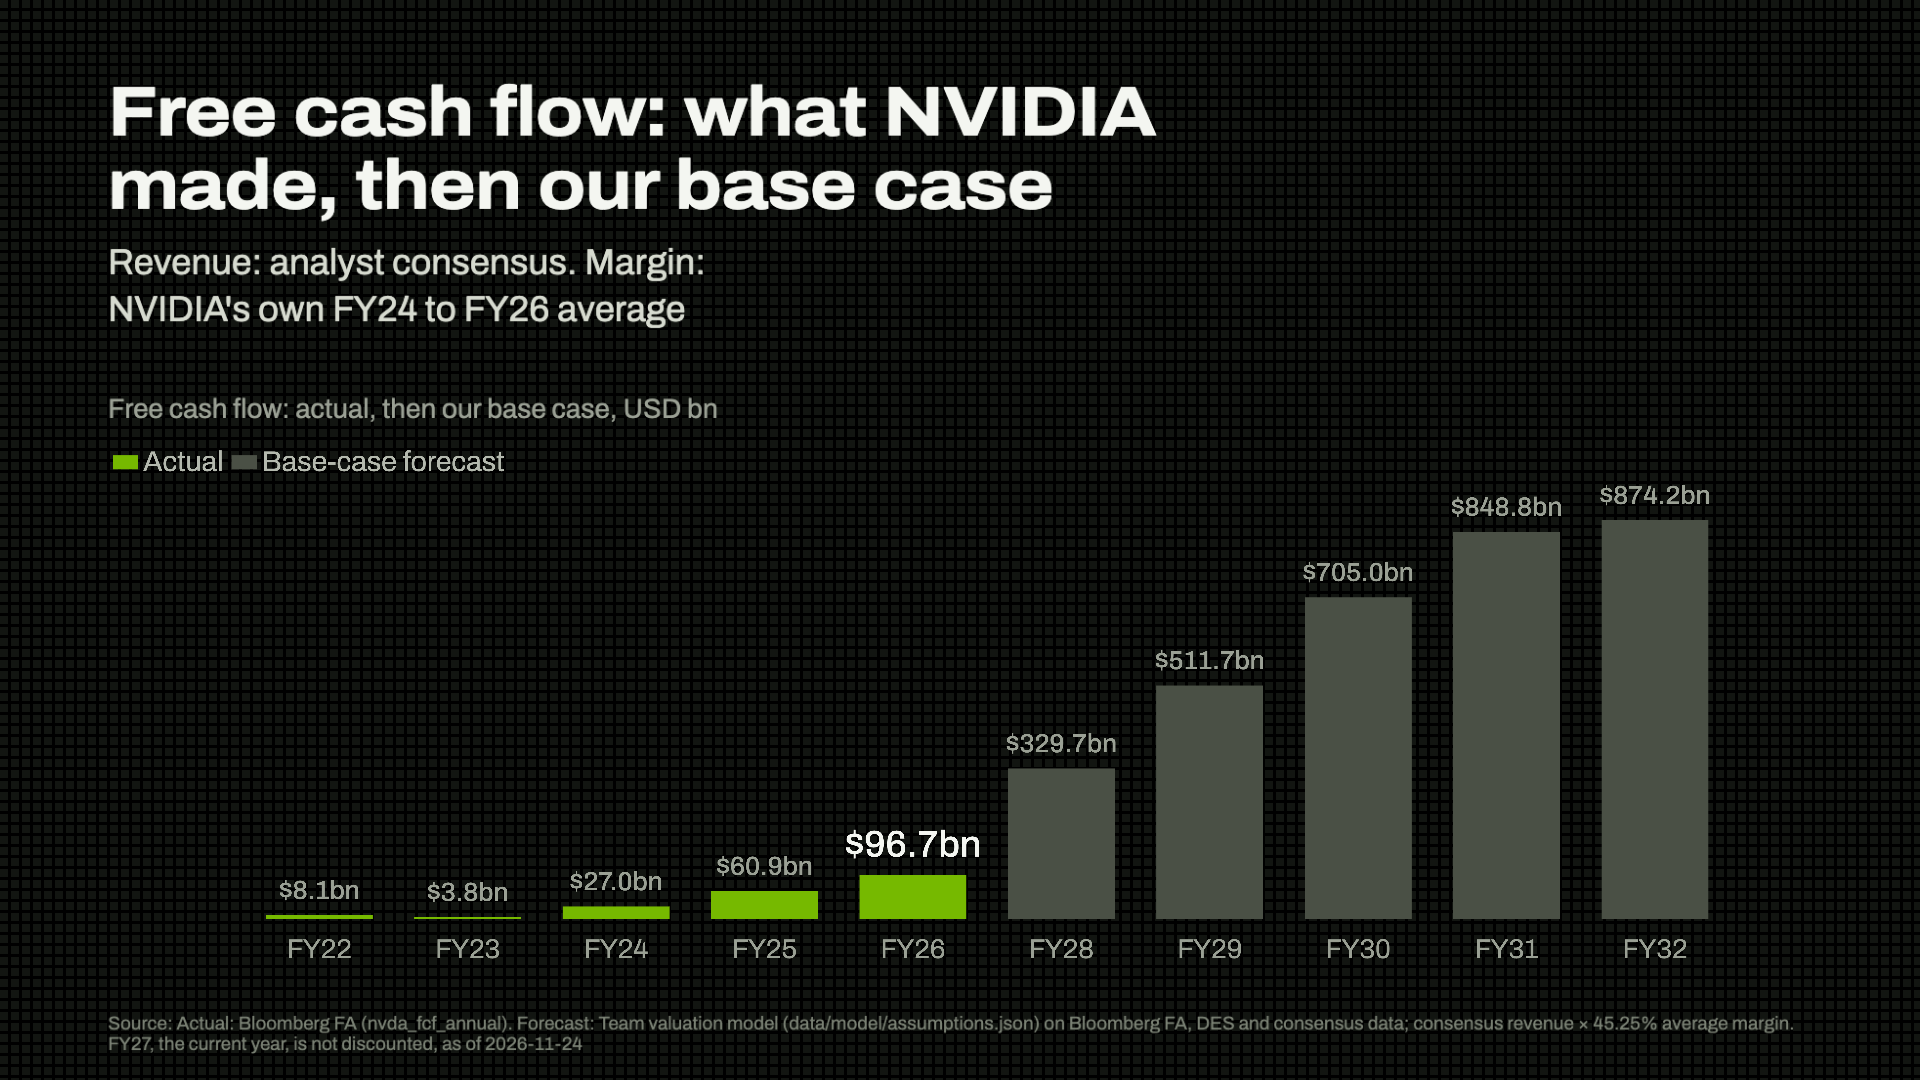 Free cash flow: what NVIDIA
made, then our base case
Revenue: analyst consensus. Margin:
NVIDIA's own FY24 to FY26 average
Free cash flow: actual, then our base case, USD bn
Actual Base-case forecast
$8.1bn
$3.8bn
$27.0bn
$60.9bn
$96.7bn
$329.7bn
$511.7bn
$705.0bn
$848.8bn
$874.2bn
FY22 FY23 FY24 FY25 FY26 FY28 FY29 FY30 FY31 FY32
Source: Actual: Bloomberg FA (nvda_fcf_annual). Forecast: Team valuation model (data/model/assumptions.json) on Bloomberg FA, DES and consensus data; consensus revenue × 45.25% average margin.
FY27, the current year, is not discounted, as of 2026-11-24